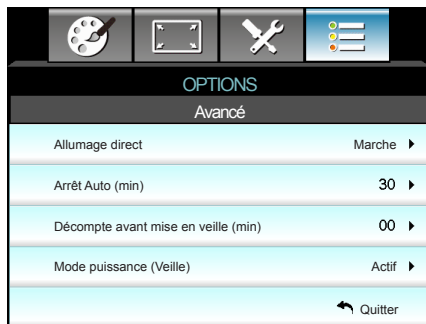 OPTIONS
Avancé
Allumage direct Marche
Arrêt Auto (min) 30
Décompte avant mise en veille (min) 00
Mode puissance (Veille) Actif
Quitter